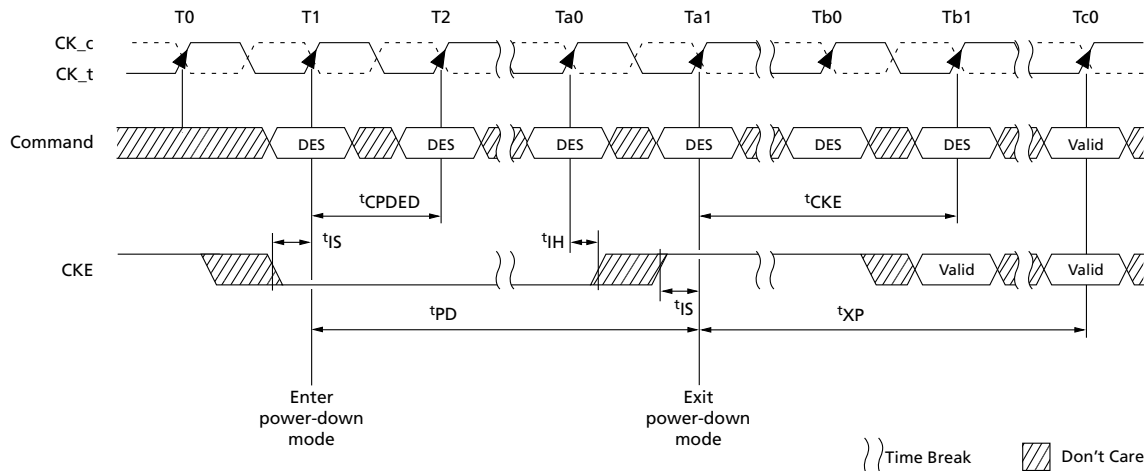 T0 T1 T2 Ta0 Ta1 Tb0 Tb1 Tc0
CK_c
CK_t
Command DES DES DES DES DES DES Valid
tCPDED tCKE
tIS tIH
CKE Valid Valid
tIS
tPD tXP
Enter
power-down
mode
Exit
power-down
mode
Time Break Don't Care